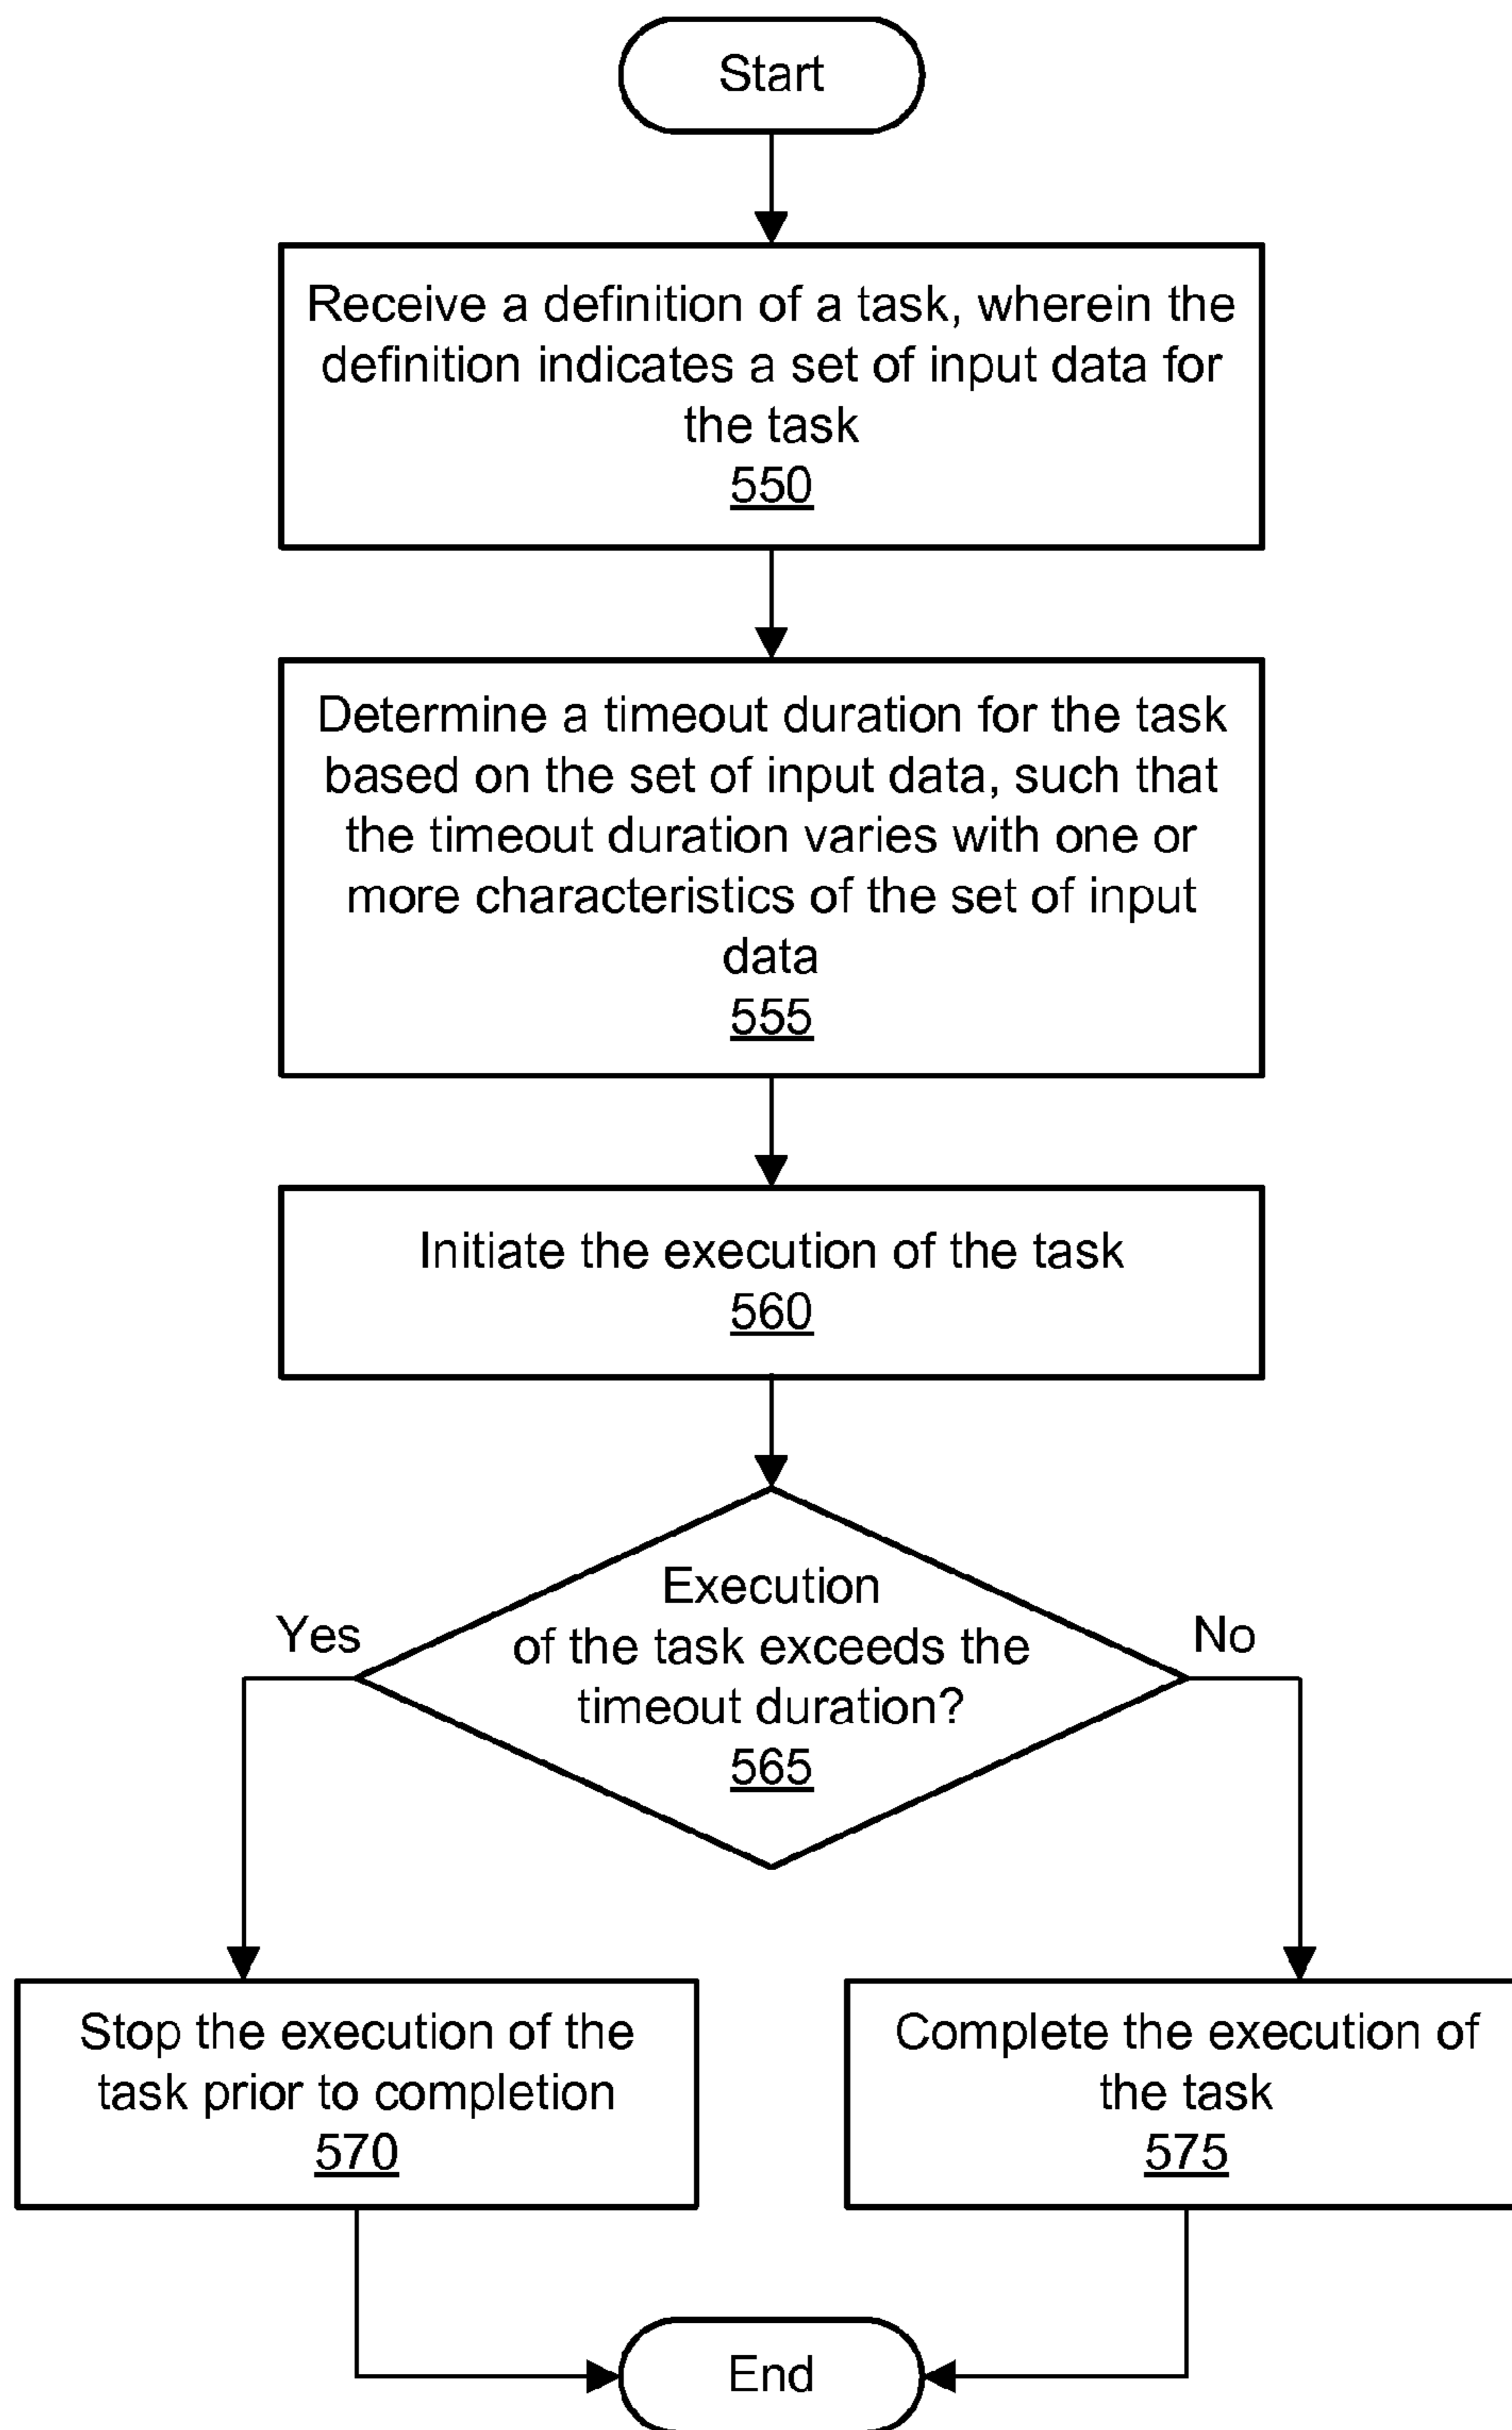 Start
Receive a definition of a task, wherein the
definition indicates a set of input data for
the task
550
Determine a timeout duration for the task
based on the set of input data, such that
the timeout duration varies with one or
more characteristics of the set of input
data
555
Initiate the execution of the task
560
Execution
of the task exceeds the
timeout duration?
565
Yes
No
Stop the execution of the
task prior to completion
570
Complete the execution of
the task
575
End